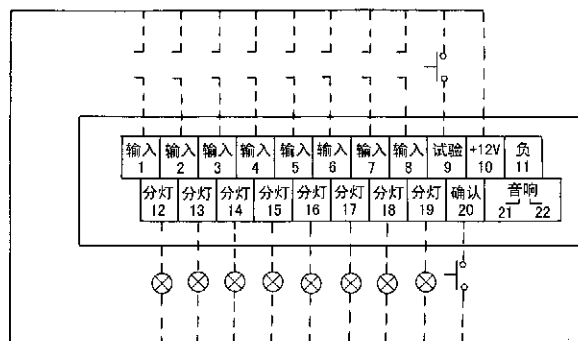 输入 输入 输入 输入 输入 输入 输入 输入 试验 +12V 负
1 2 3 4 5 6 7 8 9 10 11
分灯 分灯 分灯 分灯 分灯 分灯 分灯 分灯 确认 音响
12 13 14 15 16 17 18 19 20 21 22